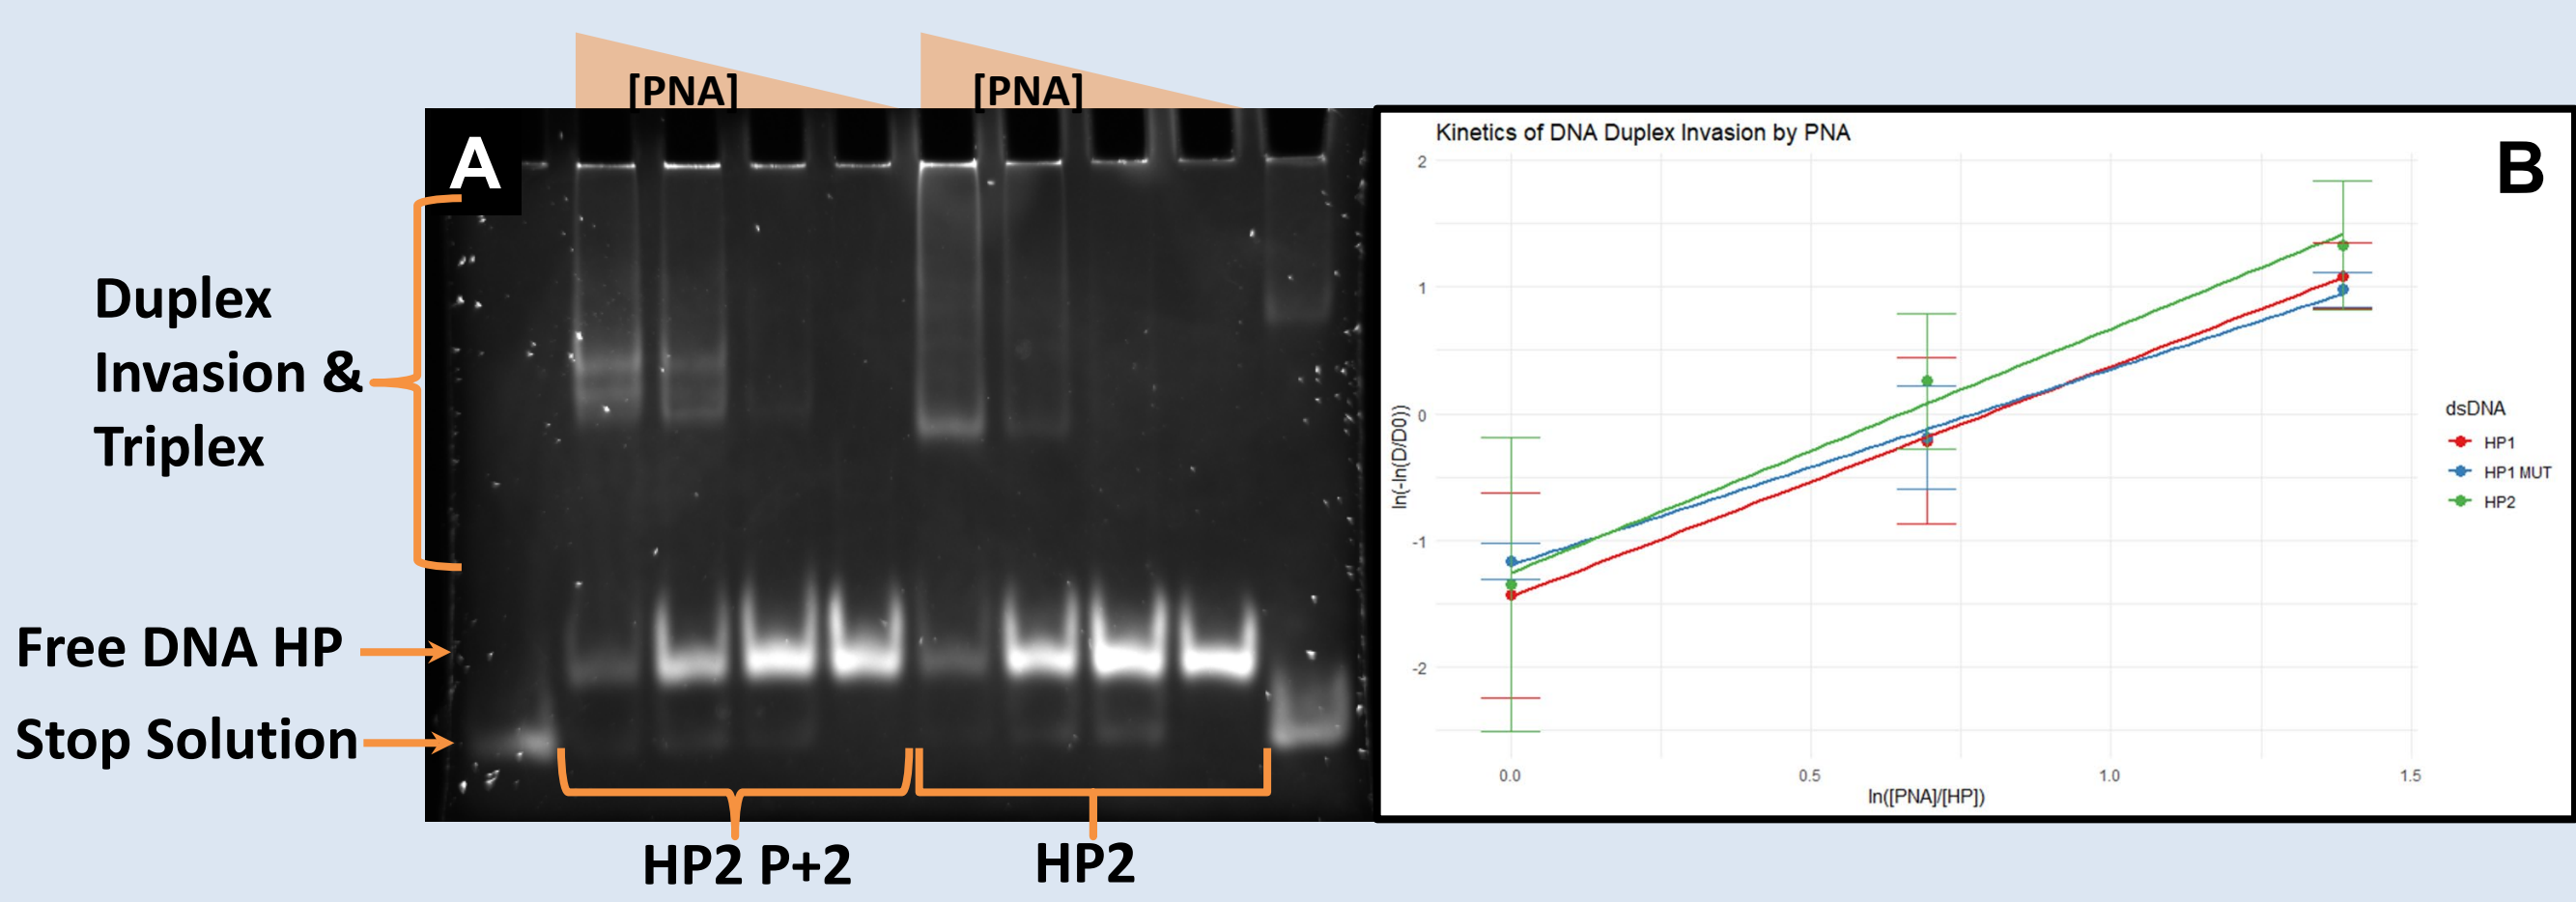 [PNA]
[PNA]
A
Duplex
Invasion &
Triplex
Free DNA HP
Stop Solution
HP2 P+2
HP2
Kinetics of DNA Duplex Invasion by PNA
B
2
1
0
-1
-2
ln(-ln(D/D0))
0.0
0.5
1.0
1.5
ln([PNA]/[HP])
dsDNA
HP1
HP1 MUT
HP2